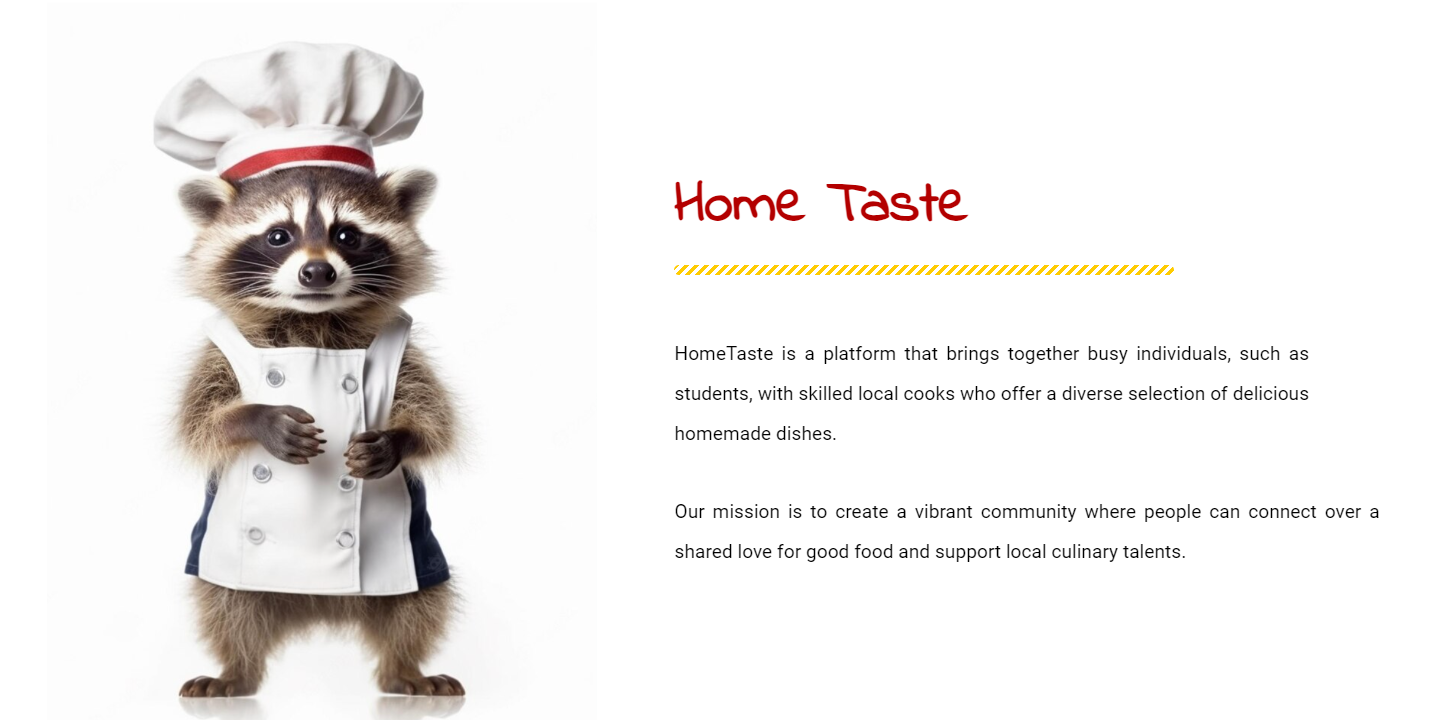 Home Taste
HomeTaste is a platform that brings together busy individuals, such as
students, with skilled local cooks who offer a diverse selection of delicious
homemade dishes.
Our mission is to create a vibrant community where people can connect over a
shared love for good food and support local culinary talents.